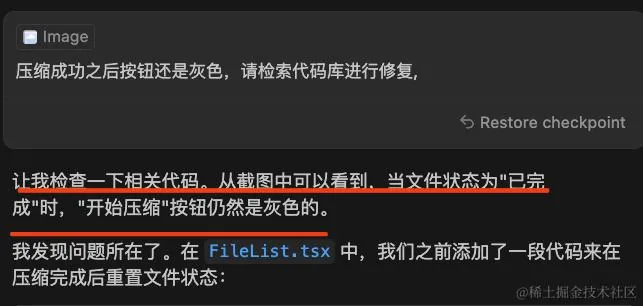 Image
压缩成功之后按钮还是灰色，请检索代码库进行修复,
Restore checkpoint
让我检查一下相关代码。从截图中可以看到，当文件状态为"已完
成"时，"开始压缩"按钮仍然是灰色的。
我发现问题所在了。在 FileList.tsx 中，我们之前添加了一段代码来在
压缩完成后重置文件状态：
@稀土掘金技术社区